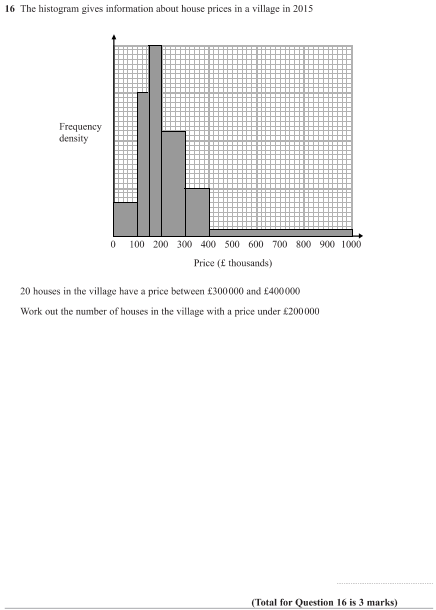 16 The histogram gives information about house prices in a village in 2015
Frequency
density
0 100 200 300 400 500 600 700 800 900 1000
Price (£ thousands)
20 houses in the village have a price between £300 000 and £400 000
Work out the number of houses in the village with a price under £200 000
(Total for Question 16 is 3 marks)